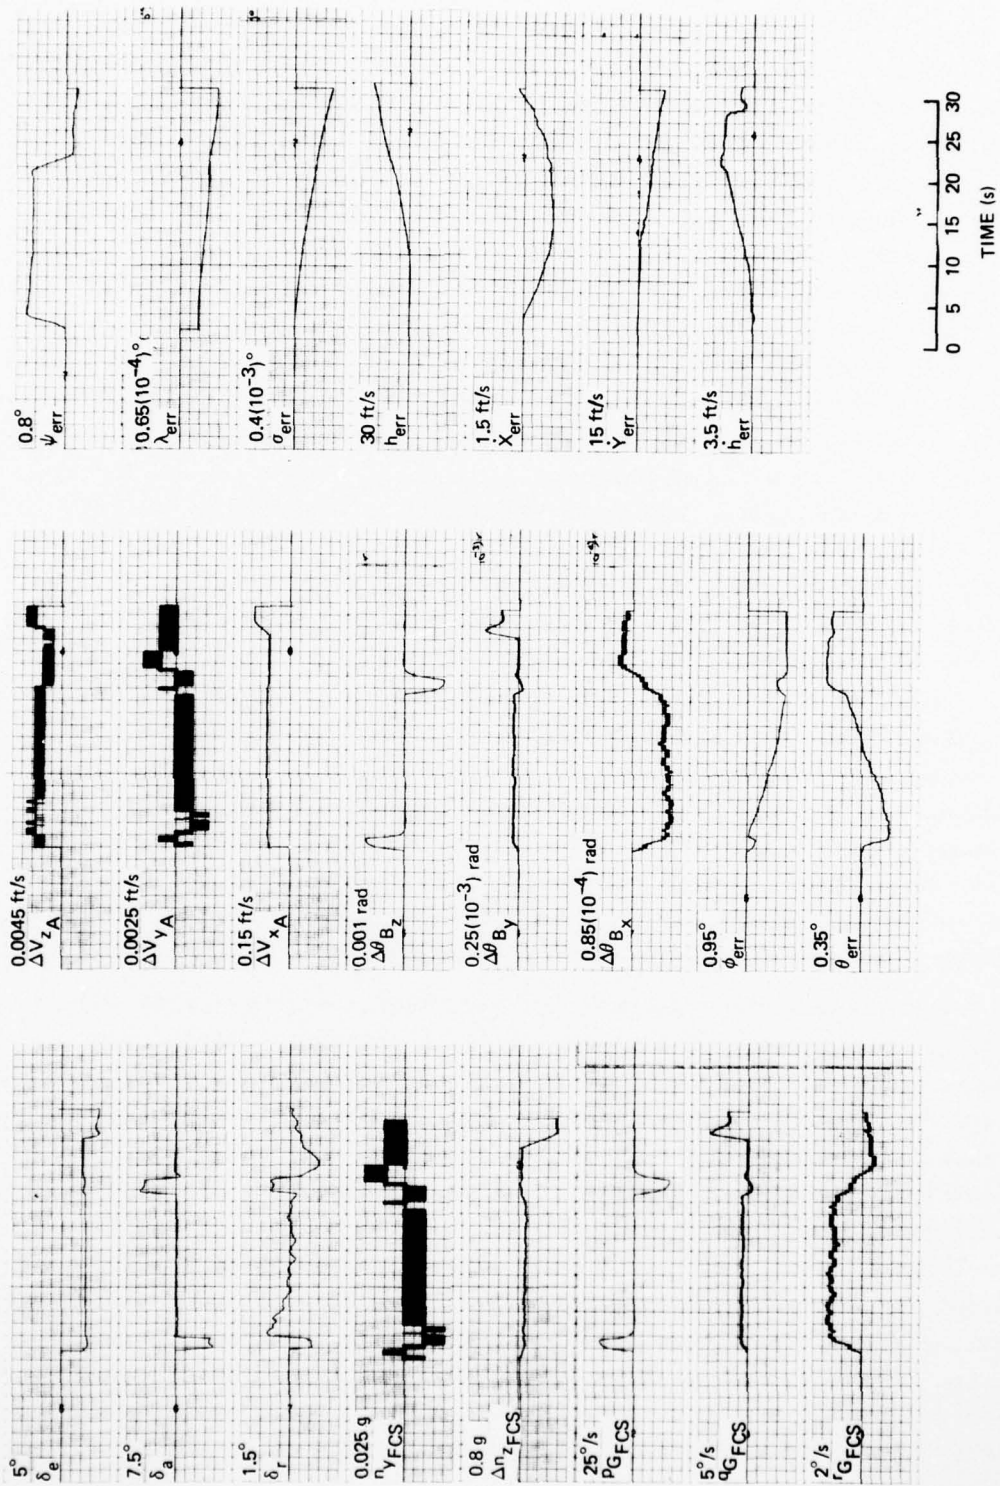 0.8°
ψerr
0.65(10⁻⁴)°
λerr
0.4(10⁻³)°
σerr
30 ft/s
herr
1.5 ft/s
Ẋerr
15 ft/s
Ẏerr
3.5 ft/s
ḣerr
0 5 10 15 20 25 30
TIME (s)
0.0045 ft/s
ΔVzA
0.0025 ft/s
ΔVyA
0.15 ft/s
ΔVxA
0.001 rad
ΔθBz
0.25(10⁻³) rad
ΔθBy
0.85(10⁻⁴) rad
ΔθBx
0.95°
φerr
0.35°
θerr
5°
δe
7.5°
δa
1.5°
δr
0.025 g
nYFCS
0.8 g
ΔnzFCS
25°/s
pGFCS
5°/s
qGFCS
2°/s
rGFCS